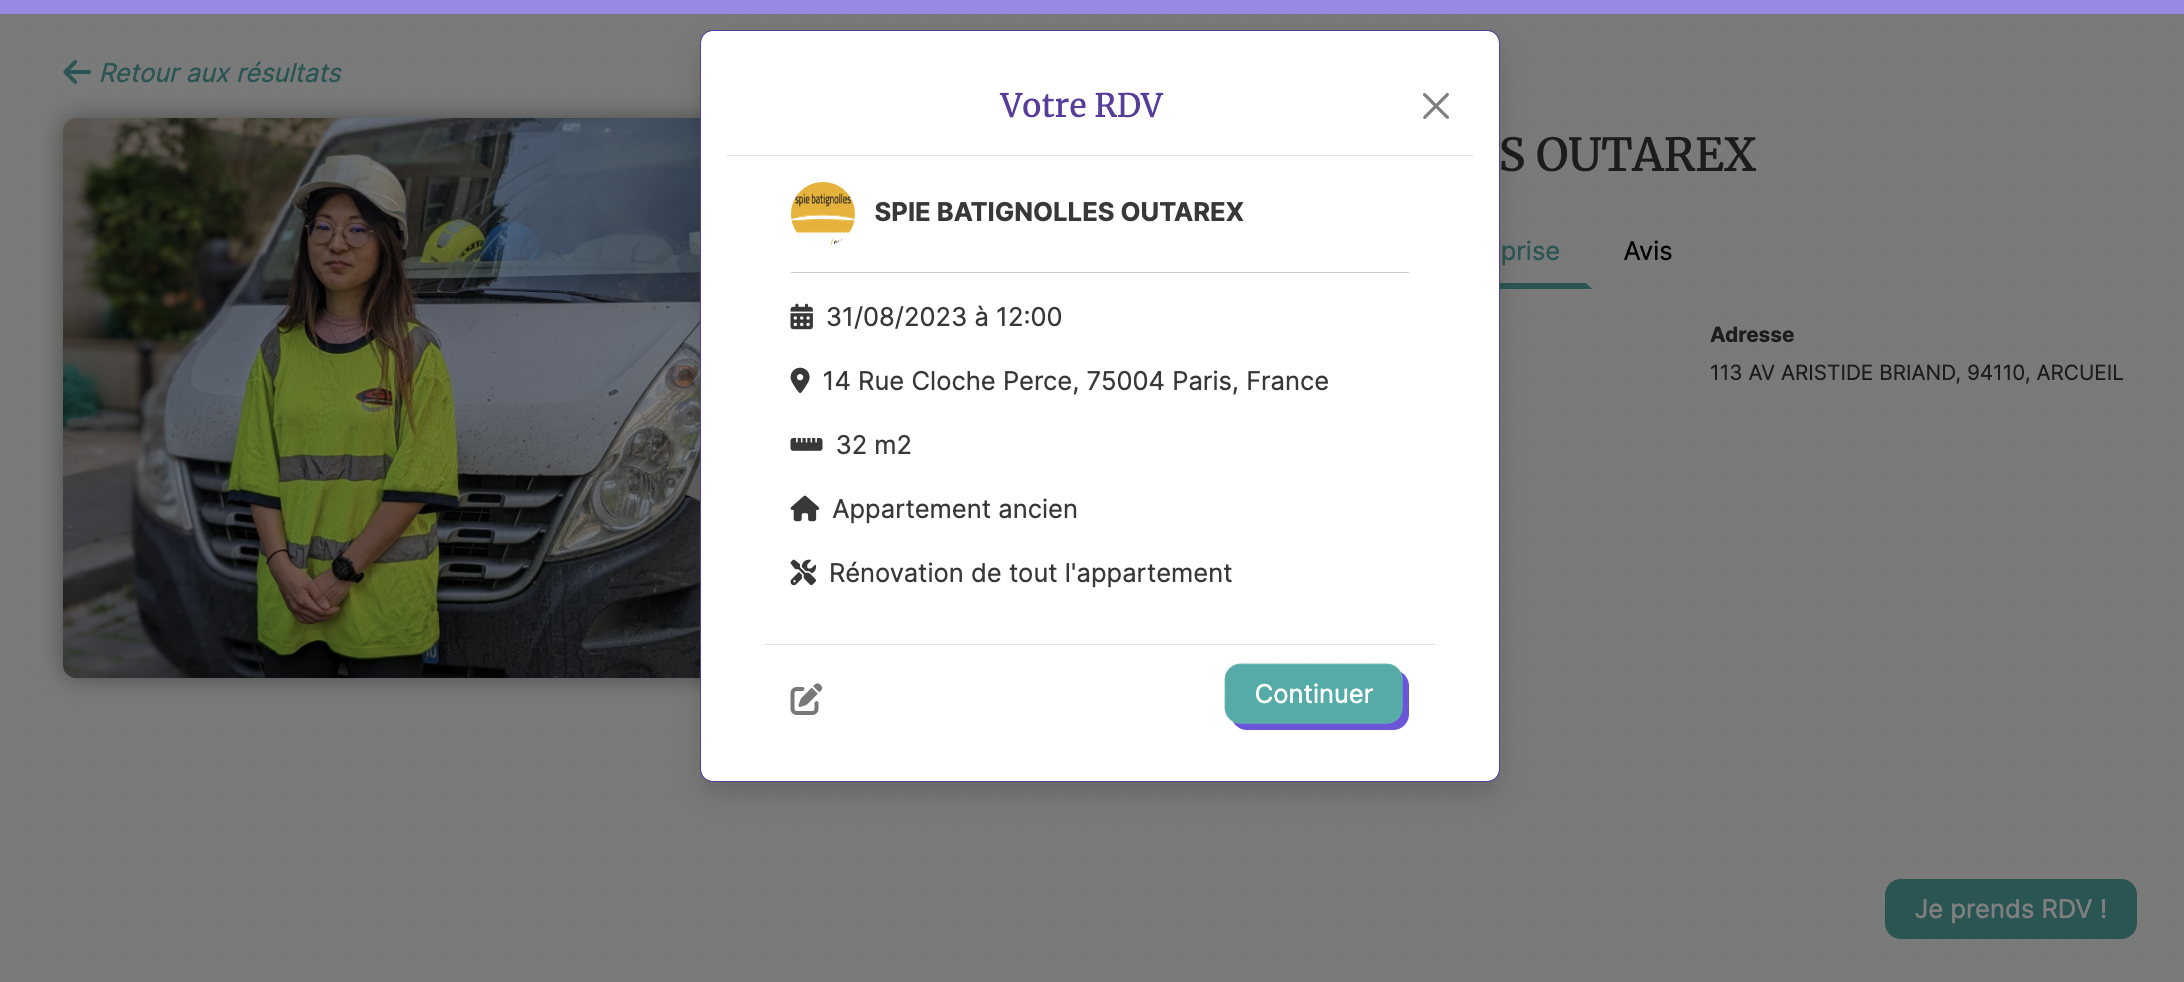 Retour aux résultats
Votre RDV
spie batignolles
SPIE BATIGNOLLES OUTAREX
31/08/2023 à 12:00
14 Rue Cloche Perce, 75004 Paris, France
32 m2
Appartement ancien
Rénovation de tout l'appartement
Continuer
S OUTAREX
prise
Avis
Adresse
113 AV ARISTIDE BRIAND, 94110, ARCUEIL
Je prends RDV !